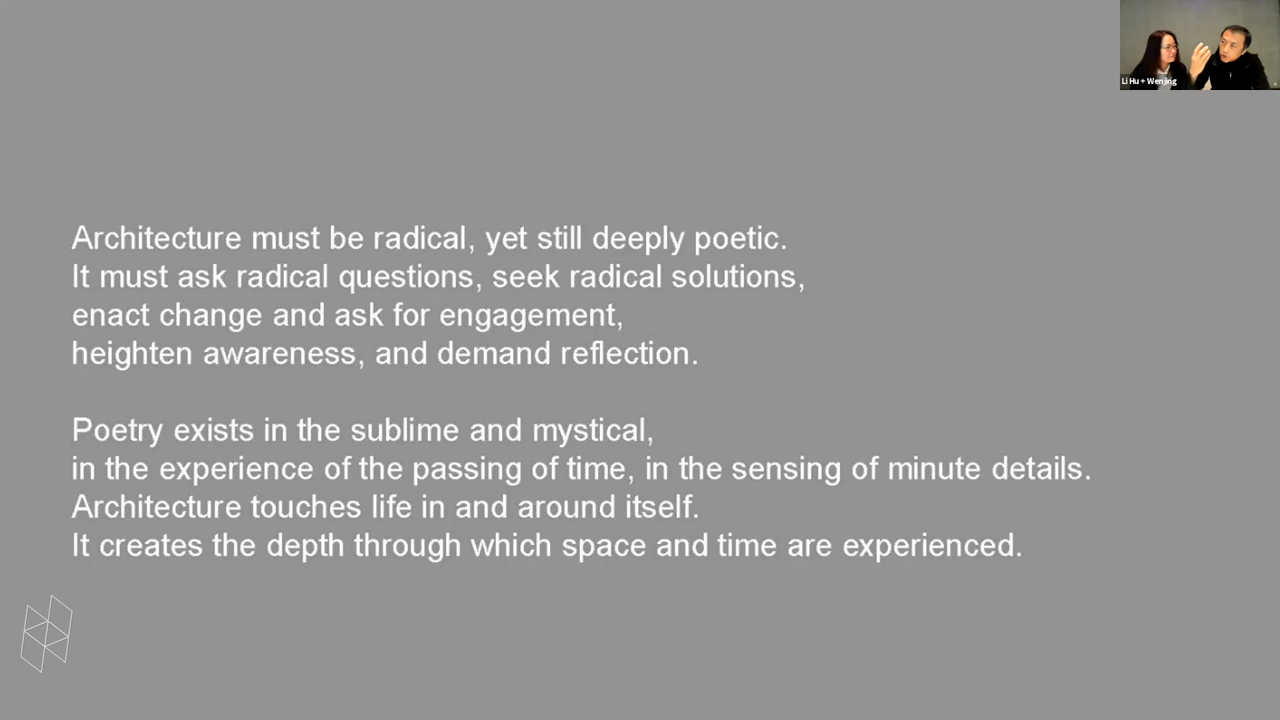 Li Hu + Wenjing
Architecture must be radical, yet still deeply poetic.
It must ask radical questions, seek radical solutions,
enact change and ask for engagement,
heighten awareness, and demand reflection.
Poetry exists in the sublime and mystical,
in the experience of the passing of time, in the sensing of minute details.
Architecture touches life in and around itself.
It creates the depth through which space and time are experienced.